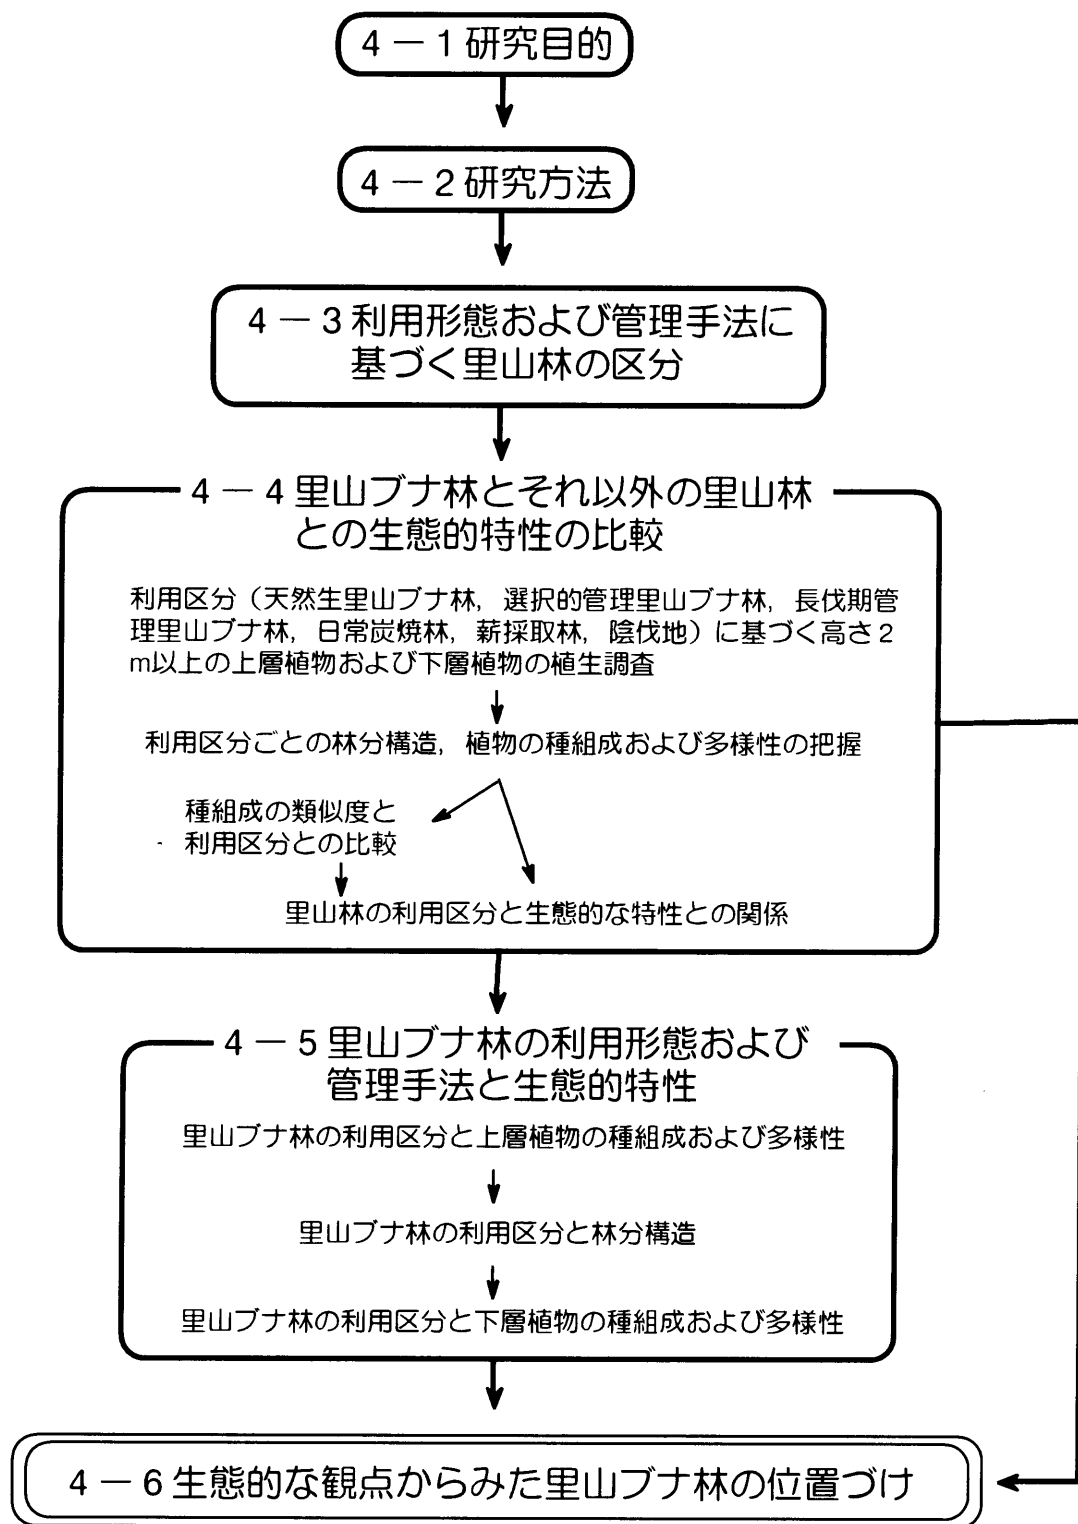 4－1研究目的
4－2研究方法
4－3利用形態および管理手法に
基づく里山林の区分
4－4里山ブナ林とそれ以外の里山林
との生態的特性の比較
利用区分（天然生里山ブナ林，選択的管理里山ブナ林，長伐期管
理里山ブナ林，日常炭焼林，薪採取林，陰伐地）に基づく高さ2
m以上の上層植物および下層植物の植生調査
利用区分ごとの林分構造，植物の種組成および多様性の把握
種組成の類似度と
利用区分との比較
里山林の利用区分と生態的な特性との関係
4－5里山ブナ林の利用形態および
管理手法と生態的特性
里山ブナ林の利用区分と上層植物の種組成および多様性
里山ブナ林の利用区分と林分構造
里山ブナ林の利用区分と下層植物の種組成および多様性
4－6生態的な観点からみた里山ブナ林の位置づけ